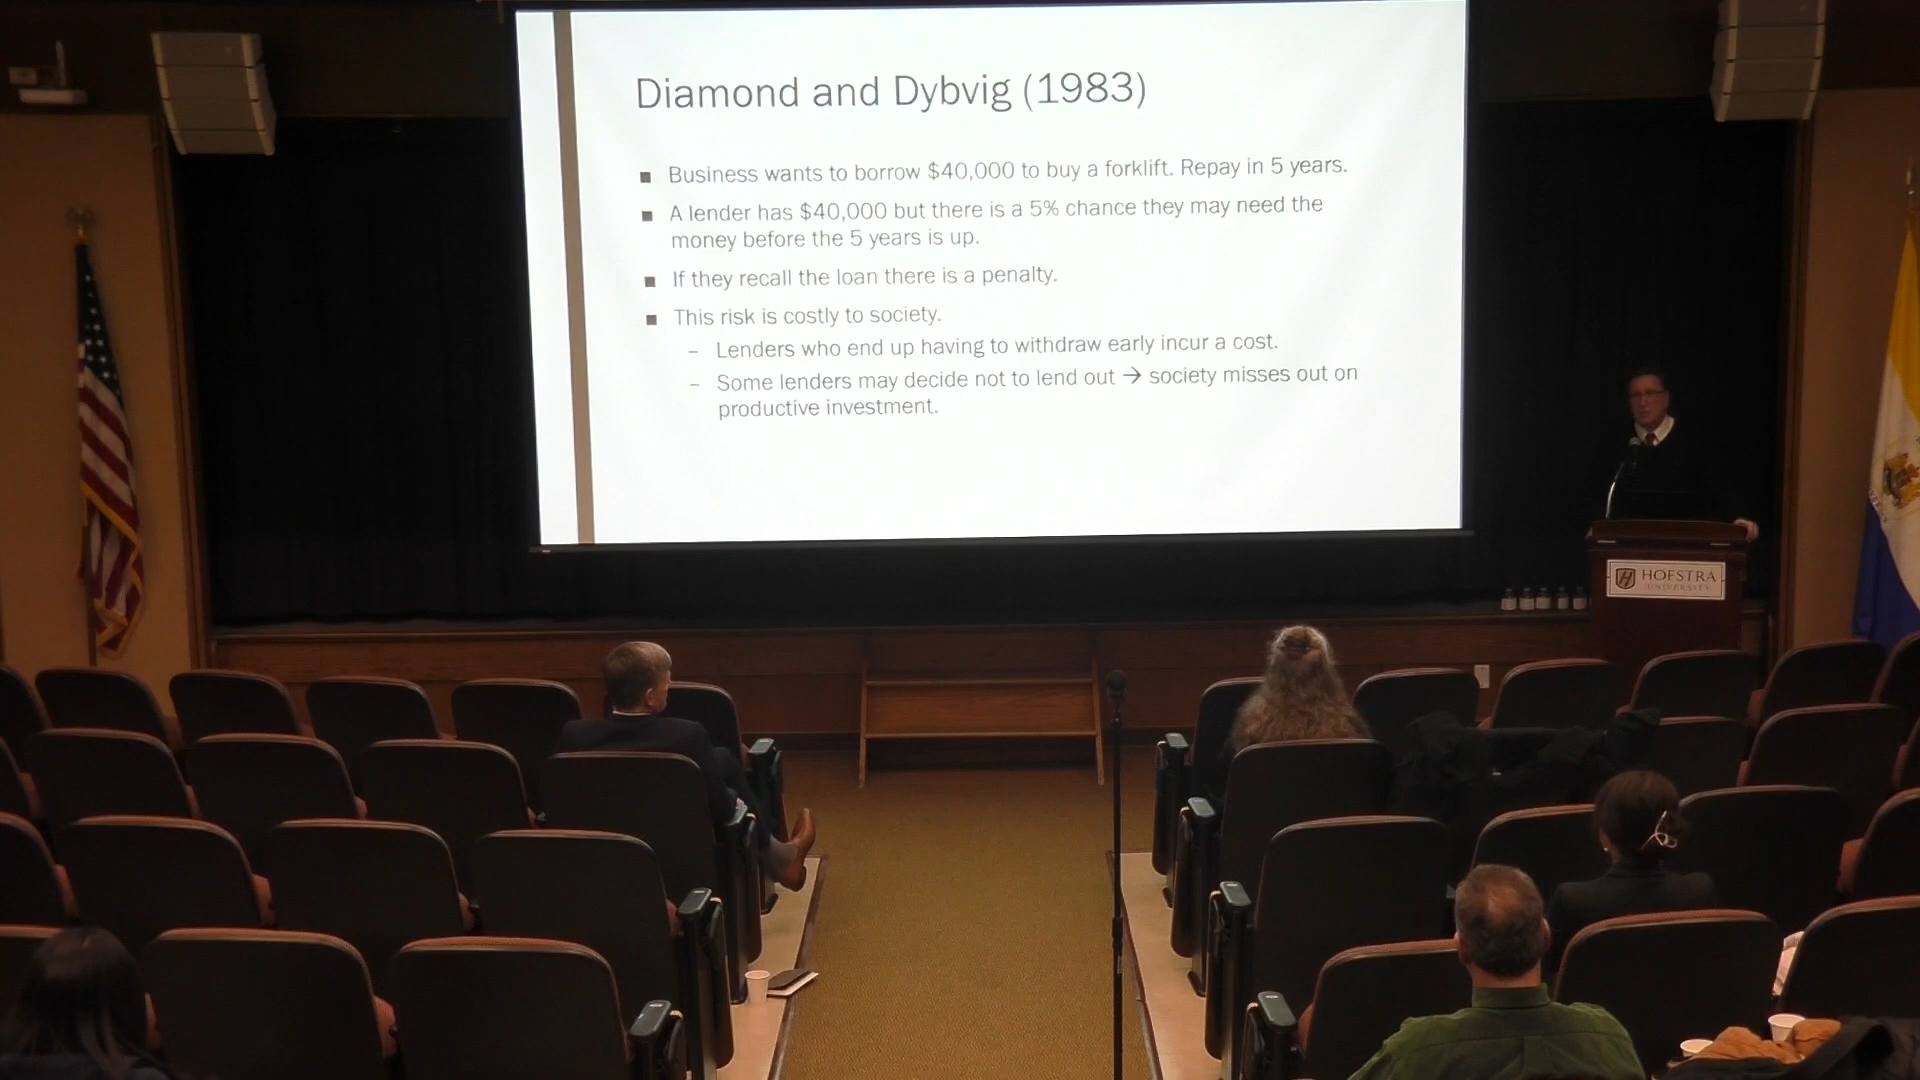 Diamond and Dybvig (1983)
■ Business wants to borrow $40,000 to buy a forklift. Repay in 5 years.
■ A lender has $40,000 but there is a 5% chance they may need the
money before the 5 years is up.
■ If they recall the loan there is a penalty.
■ This risk is costly to society.
– Lenders who end up having to withdraw early incur a cost.
– Some lenders may decide not to lend out → society misses out on
productive investment.
HOFSTRA
UNIVERSITY